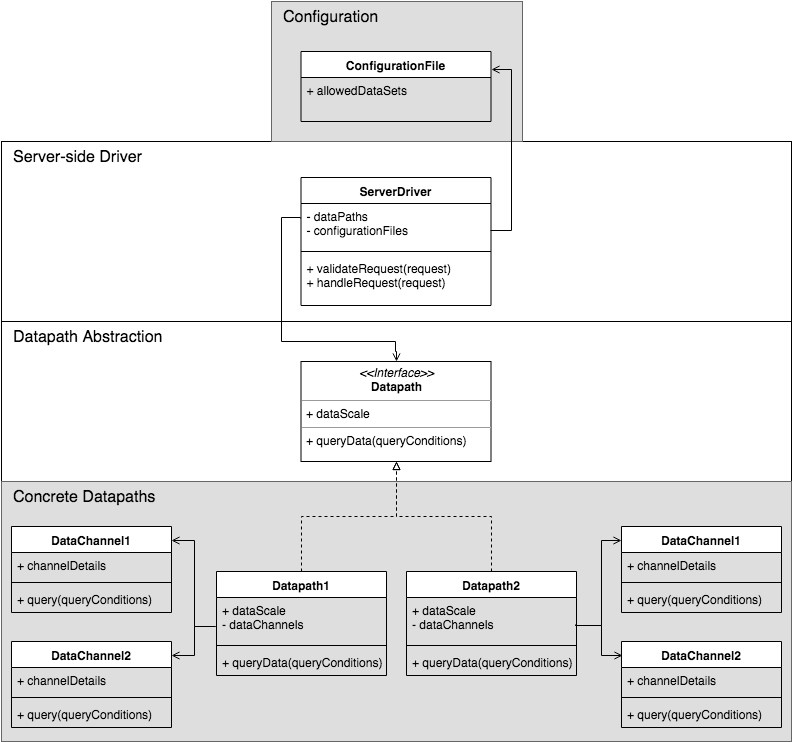 Configuration
ConfigurationFile
+ allowedDataSets
Server-side Driver
ServerDriver
- dataPaths
- configurationFiles
+ validateRequest(request)
+ handleRequest(request)
Datapath Abstraction
<<Interface>>
Datapath
+ dataScale
+ queryData(queryConditions)
Concrete Datapaths
DataChannel1
+ channelDetails
+ query(queryConditions)
DataChannel2
+ channelDetails
+ query(queryConditions)
Datapath1
+ dataScale
- dataChannels
+ queryData(queryConditions)
Datapath2
+ dataScale
- dataChannels
+ queryData(queryConditions)
DataChannel1
+ channelDetails
+ query(queryConditions)
DataChannel2
+ channelDetails
+ query(queryConditions)